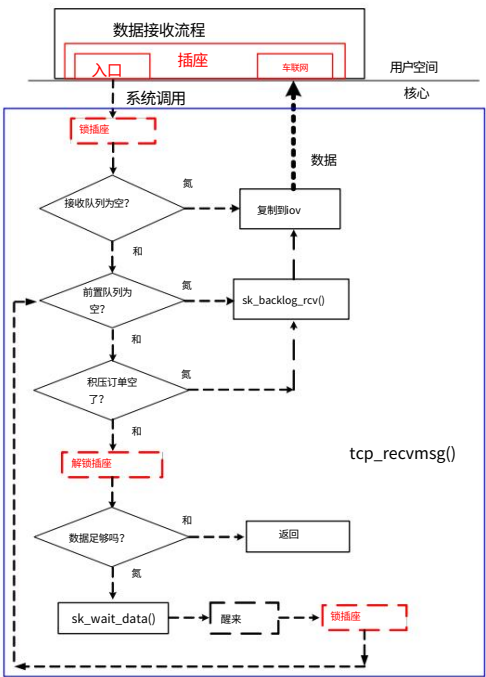 数据接收流程
插座
入口
车联网
用户空间
系统调用
核心
锁插座
数据
接收队列为空?
氮
复制到iov
和
前置队列为
空?
氮
sk_backlog_rcv()
和
积压订单空
了?
氮
和
解锁插座
tcp_recvmsg()
数据足够吗?
和
返回
氮
sk_wait_data()
醒来
锁插座